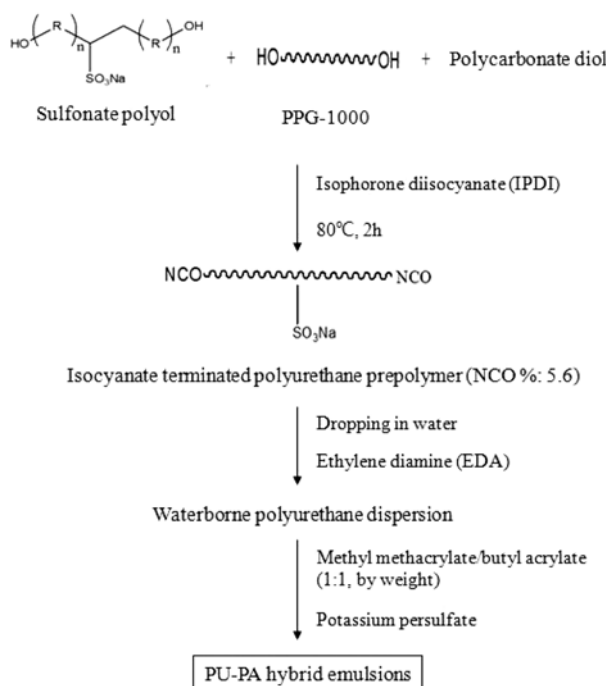 HO ( R ) n ( R ) n OH
SO₃Na
+ HO OH + Polycarbonate diol
Sulfonate polyol PPG-1000
Isophorone diisocyanate (IPDI)
80℃, 2h
NCO NCO
SO₃Na
Isocyanate terminated polyurethane prepolymer (NCO %: 5.6)
Dropping in water
Ethylene diamine (EDA)
Waterborne polyurethane dispersion
Methyl methacrylate/butyl acrylate
(1:1, by weight)
Potassium persulfate
PU-PA hybrid emulsions